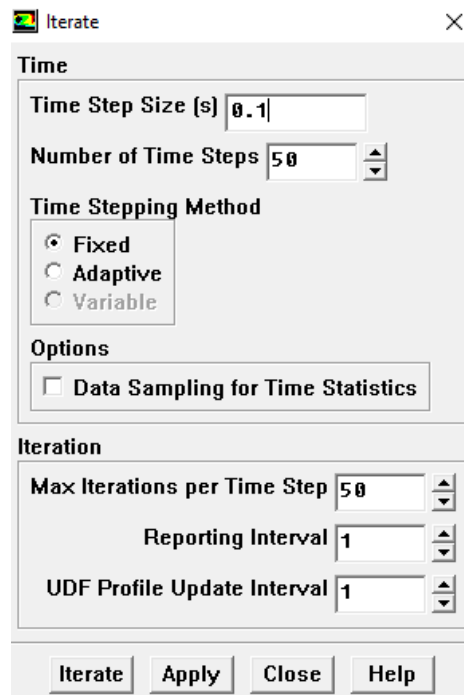 Iterate
Time
Time Step Size (s) 0.1
Number of Time Steps 50
Time Stepping Method
Fixed
Adaptive
Variable
Options
Data Sampling for Time Statistics
Iteration
Max Iterations per Time Step 50
Reporting Interval 1
UDF Profile Update Interval 1
Iterate Apply Close Help